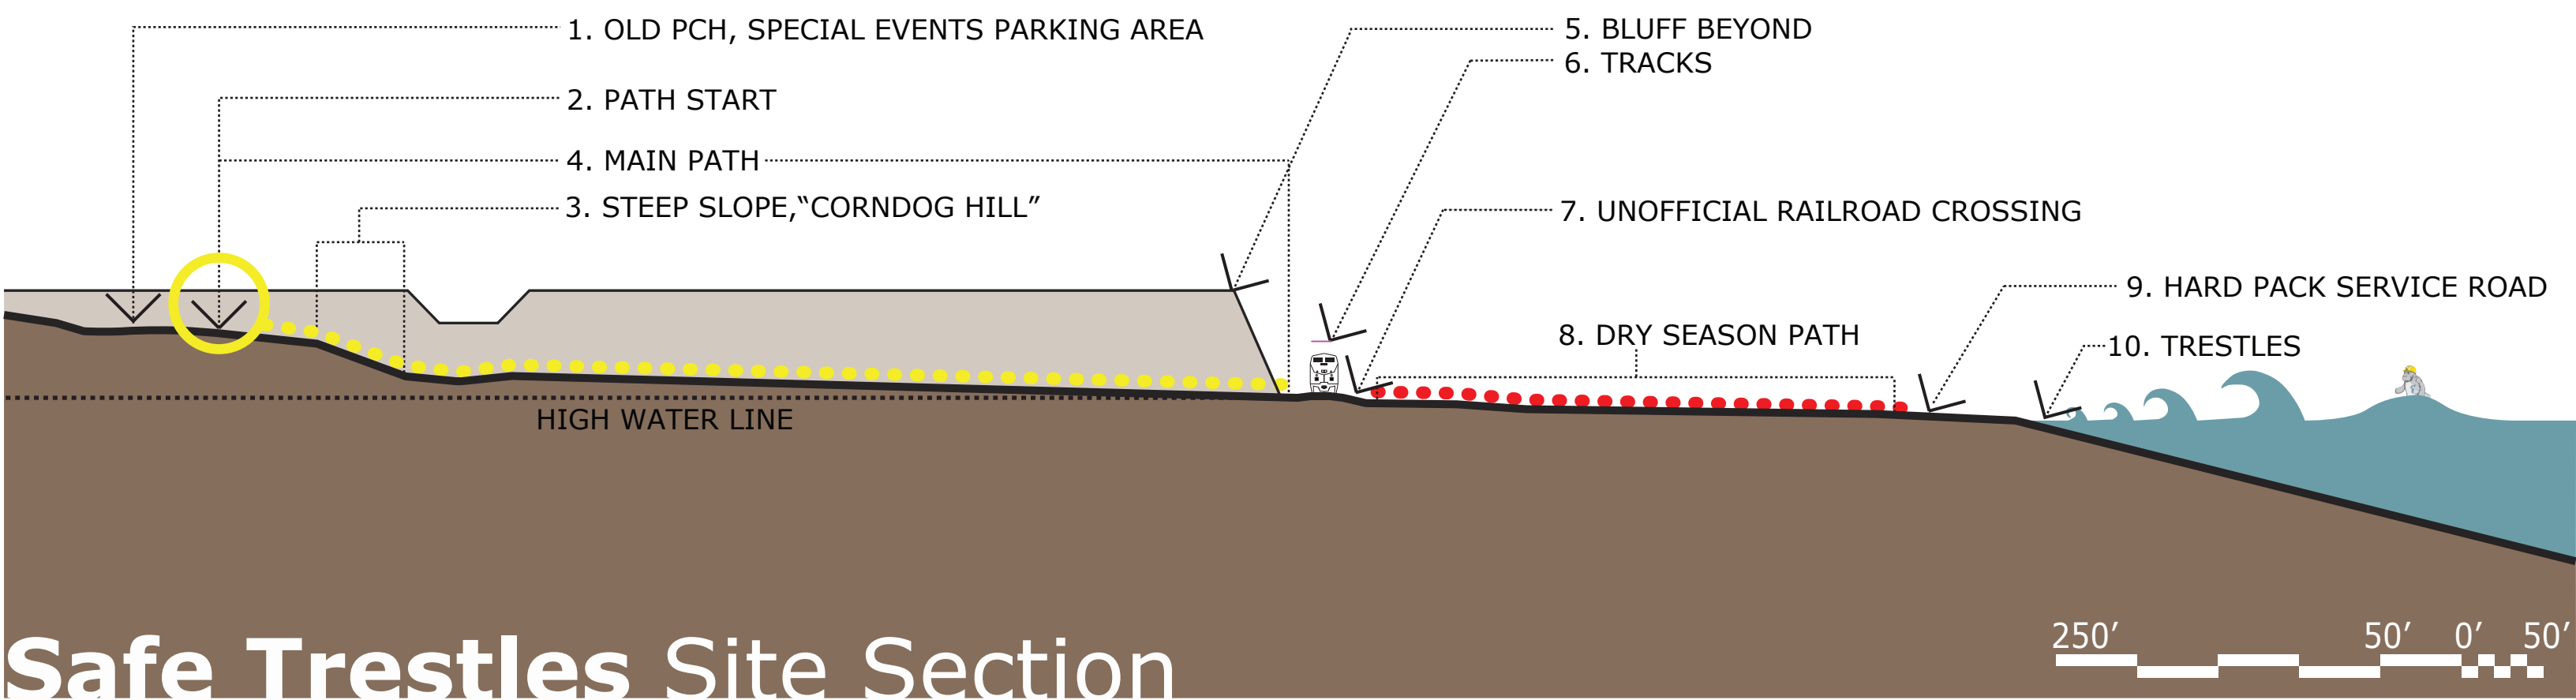 1. OLD PCH, SPECIAL EVENTS PARKING AREA
2. PATH START
4. MAIN PATH
3. STEEP SLOPE,“CORNDOG HILL”
5. BLUFF BEYOND
6. TRACKS
7. UNOFFICIAL RAILROAD CROSSING
8. DRY SEASON PATH
9. HARD PACK SERVICE ROAD
10. TRESTLES
HIGH WATER LINE
Safe Trestles Site Section
250’ 50’ 0’ 50’